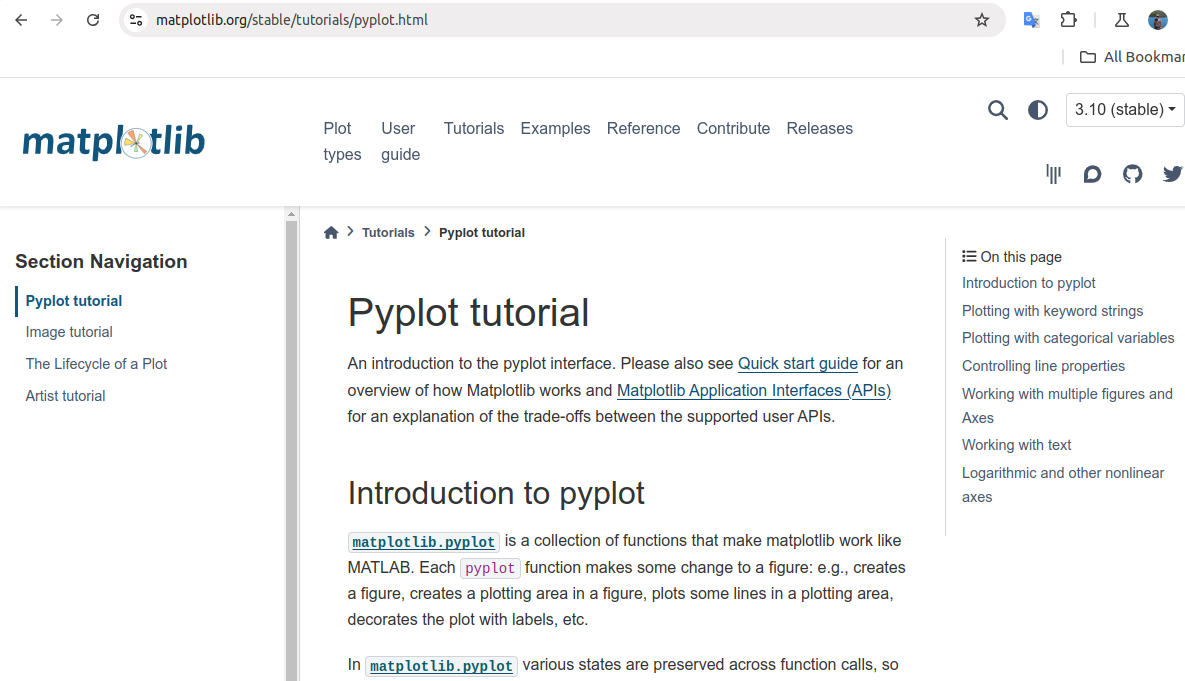 matplotlib.org/stable/tutorials/pyplot.html
All Bookmar
matplotlib
Plot types
User guide
Tutorials
Examples
Reference
Contribute
Releases
3.10 (stable)
Section Navigation
Pyplot tutorial
Image tutorial
The Lifecycle of a Plot
Artist tutorial
Tutorials
Pyplot tutorial
Pyplot tutorial
An introduction to the pyplot interface. Please also see Quick start guide for an
overview of how Matplotlib works and Matplotlib Application Interfaces (APIs)
for an explanation of the trade-offs between the supported user APIs.
Introduction to pyplot
matplotlib.pyplot is a collection of functions that make matplotlib work like
MATLAB. Each pyplot function makes some change to a figure: e.g., creates
a figure, creates a plotting area in a figure, plots some lines in a plotting area,
decorates the plot with labels, etc.
In matplotlib.pyplot various states are preserved across function calls, so
On this page
Introduction to pyplot
Plotting with keyword strings
Plotting with categorical variables
Controlling line properties
Working with multiple figures and
Axes
Working with text
Logarithmic and other nonlinear
axes